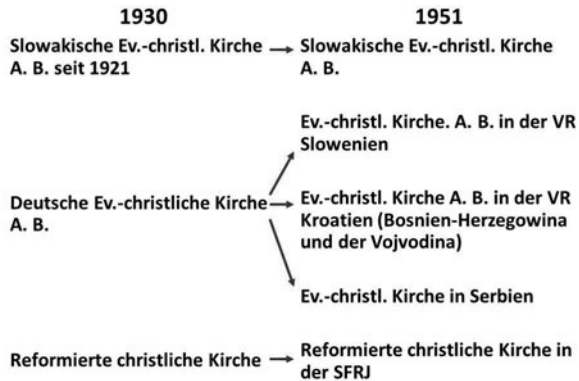 1930
1951
Slowakische Ev.-christl. Kirche
A. B. seit 1921
Slowakische Ev.-christl. Kirche
A. B.
Ev.-christl. Kirche. A. B. in der VR
Slowenien
Deutsche Ev.-christliche Kirche
A. B.
Ev.-christl. Kirche A. B. in der VR
Kroatien (Bosnien-Herzegowina
und der Vojvodina)
Ev.-christl. Kirche in Serbien
Reformierte christliche Kirche
Reformierte christliche Kirche in
der SFRJ